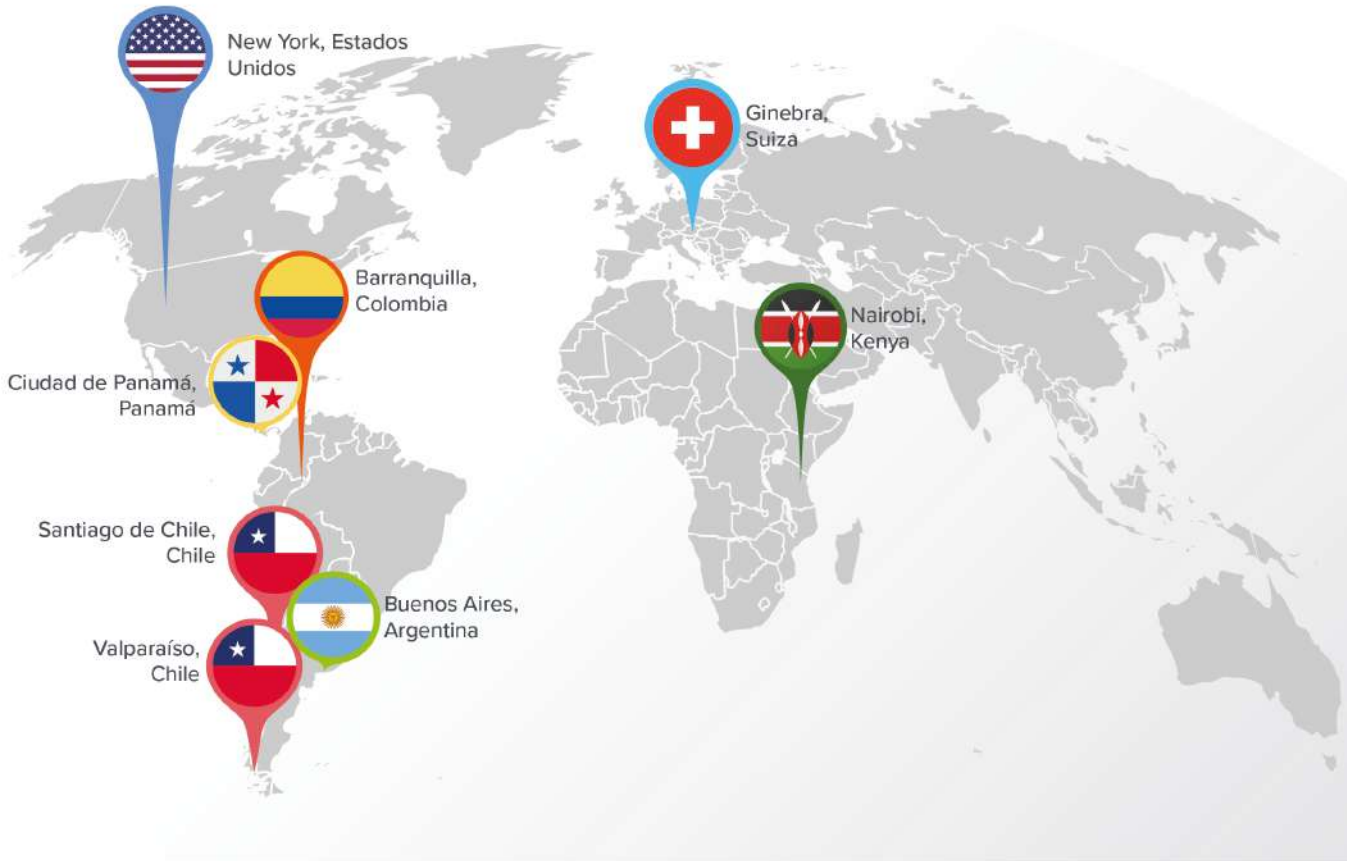 New York, Estados
Unidos
Ginebra,
Suiza
Barranquilla,
Colombia
Nairobi,
Kenya
Ciudad de Panamá,
Panamá
Santiago de Chile,
Chile
Buenos Aires,
Argentina
Valparaíso,
Chile